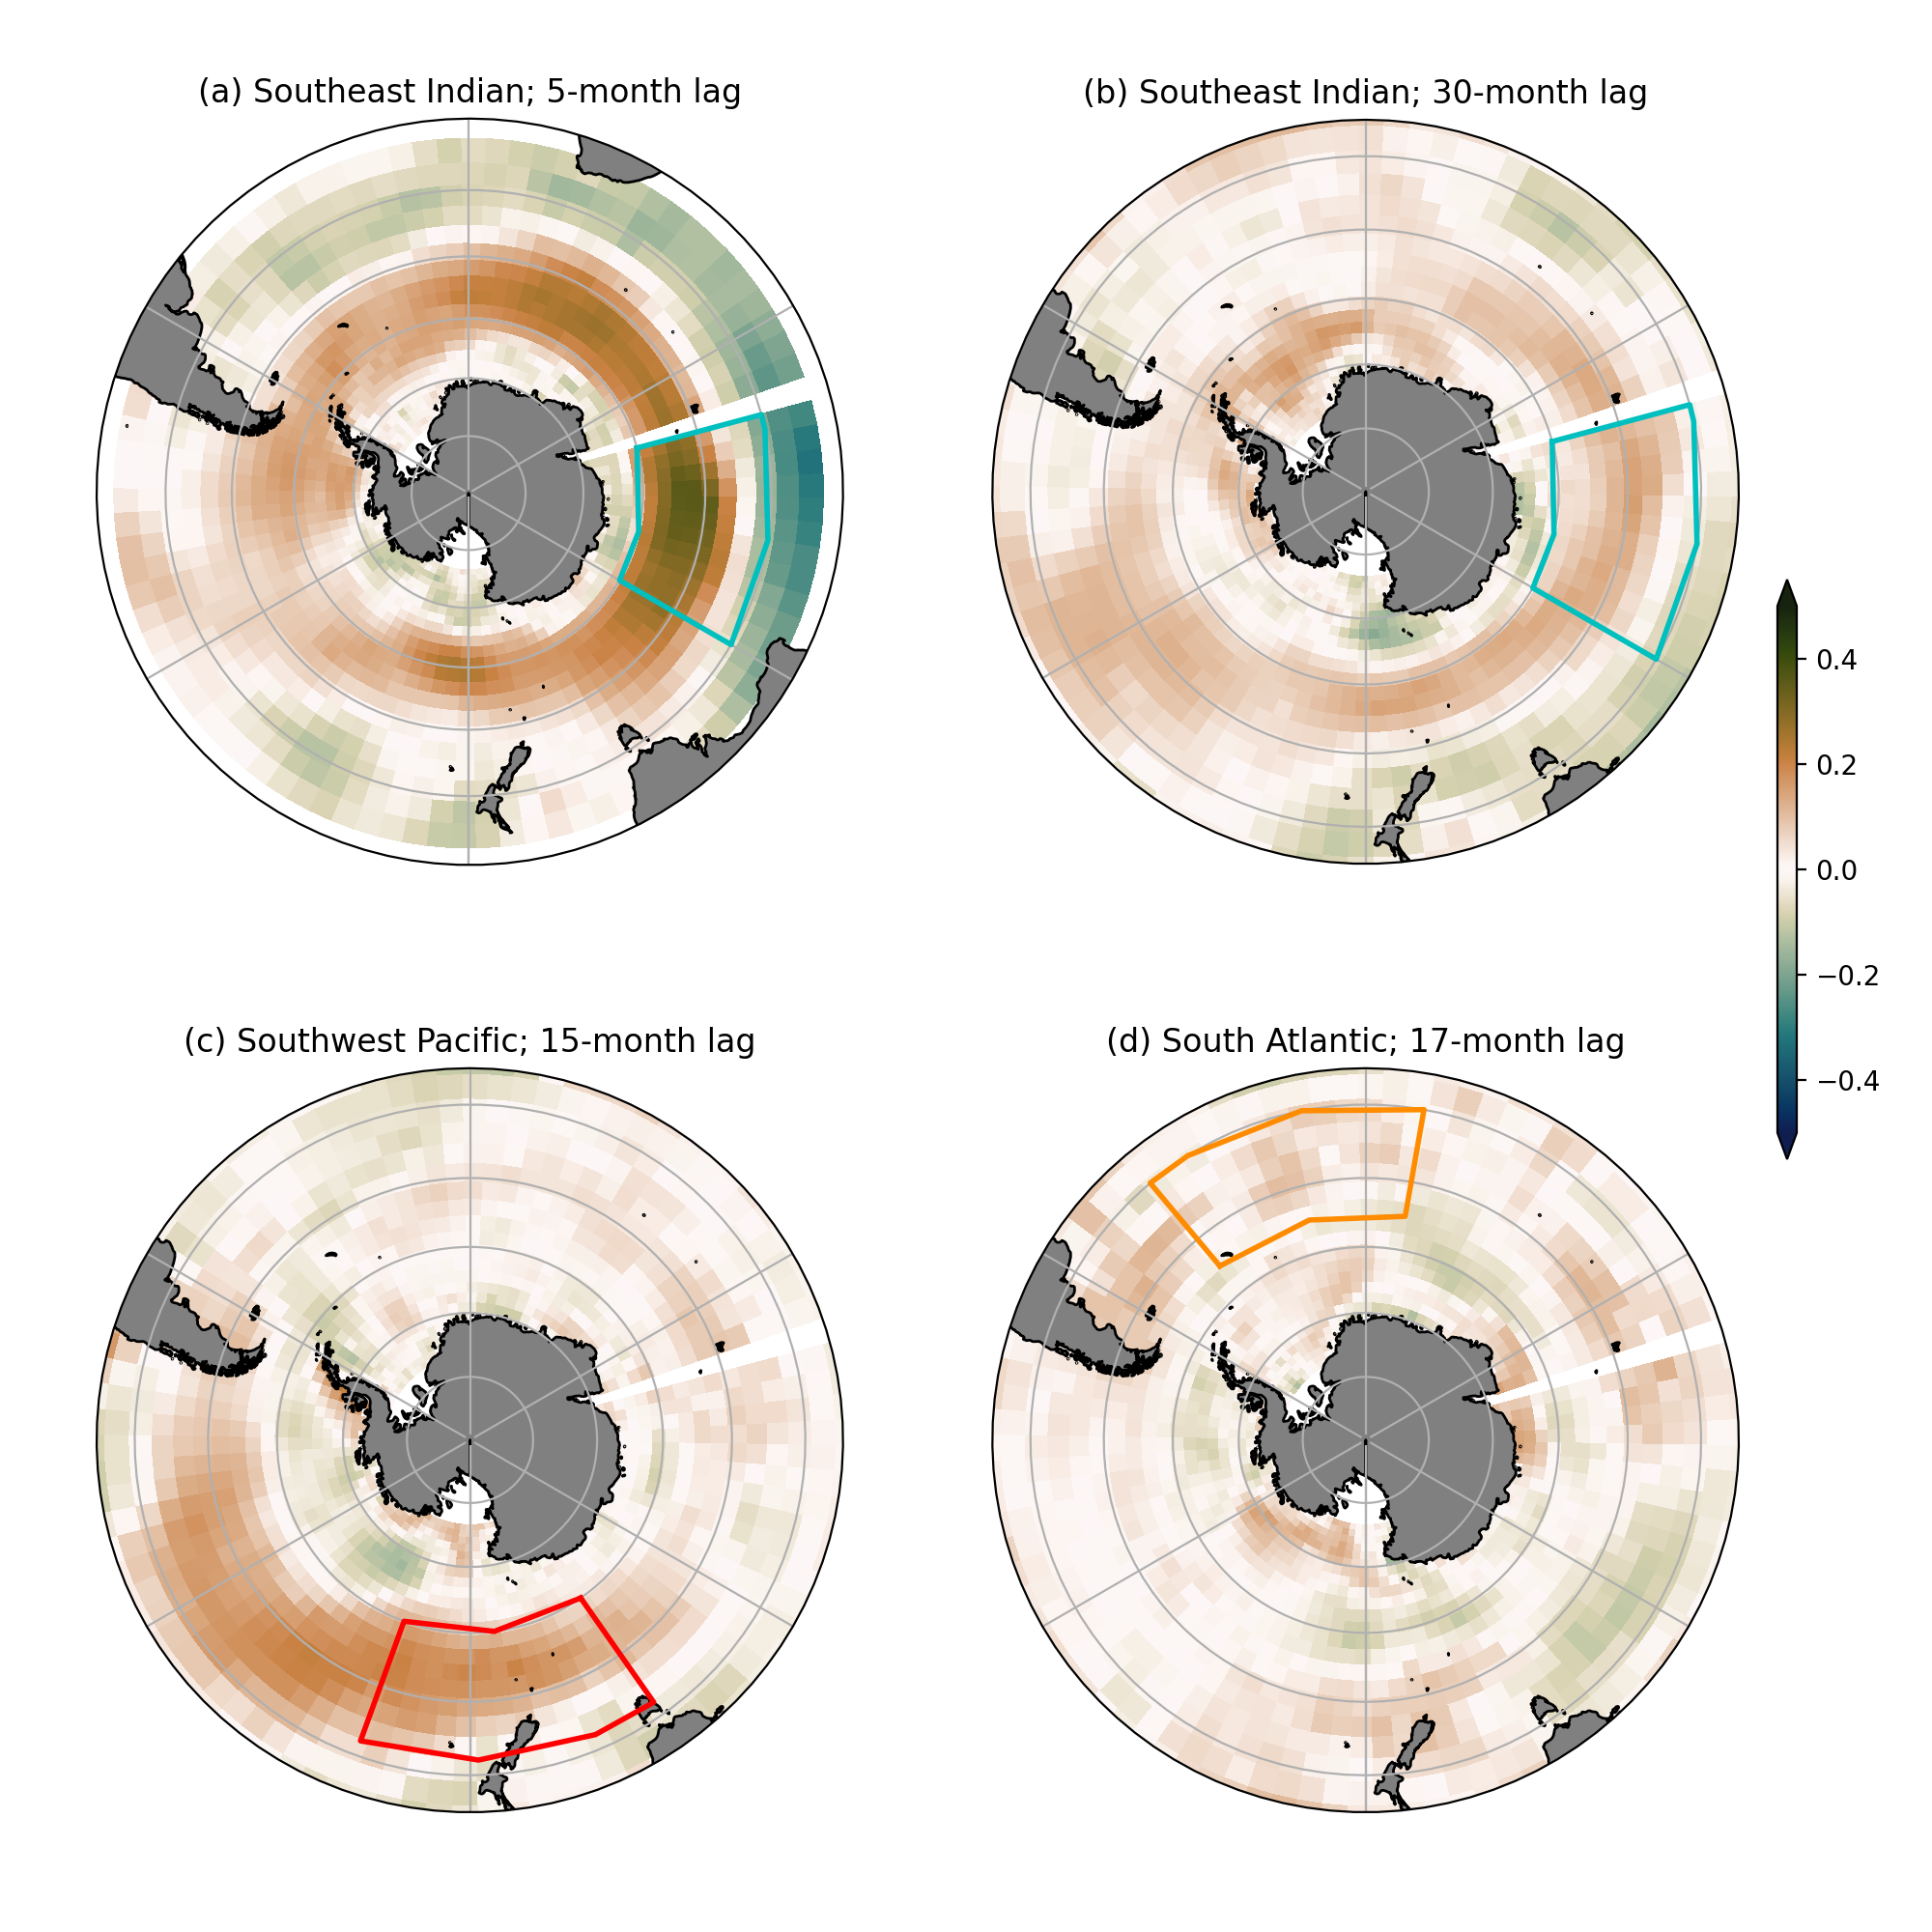 (a) Southeast Indian; 5-month lag
(b) Southeast Indian; 30-month lag
0.4
0.2
0.0
−0.2
−0.4
(c) Southwest Pacific; 15-month lag
(d) South Atlantic; 17-month lag